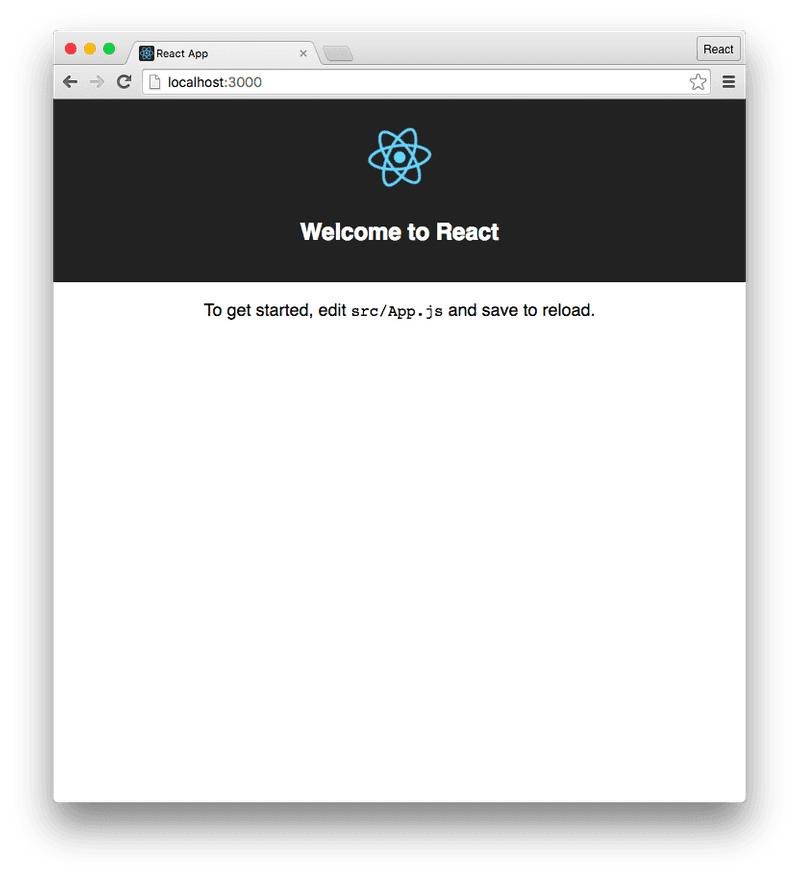 React App
React
localhost:3000
Welcome to React
To get started, edit src/App.js and save to reload.